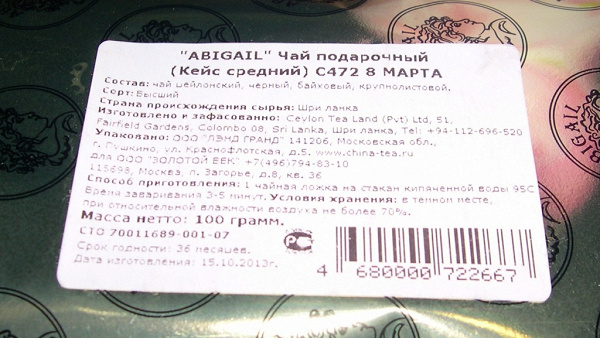 "ABIGAIL" Чай подарочный
(Кейс средний) С472 8 МАРТА
Состав: чай цейлонский, черный, байховый, крупнолистовой.
Сорт: Высший
Страна происхождения сырья: Шри ланка
Изготовлено и зафасованно: Ceylon Tea Land (Pvt) Ltd, 51,
Fairfield Gardens, Colombo 08, Sri Lanka, Шри ланка, Tel: +94-112-696-520
Упаковано: ООО "ЛЭНД ГРАНД" 141206, Московская обл.,
г. Пушкино, ул. Краснофлотская, д.5. www.china-tea.ru
Для ООО "ЗОЛОТОЙ ВЕК" +7(496)794-83-10
115698, Москва, п. Загорье, д.8, кв. 36
Способ приготовления: 1 чайная ложка на стакан кипяченной воды 95С
Время заваривания 3-5 минут. Условия хранения: в темном месте,
при относительной влажности воздуха не более 70%.
Масса нетто: 100 грамм.
СТО 70011689-001-07
Срок годности: 36 месяцев.
Дата изготовления: 15.10.2013г.
4 680000 722667
ABIGAIL